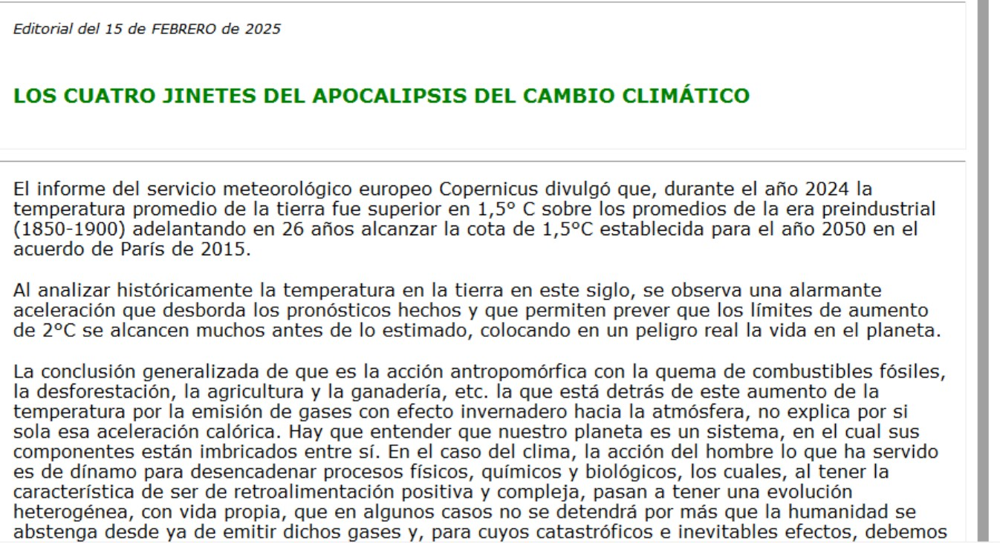 Editorial del 15 de FEBRERO de 2025
LOS CUATRO JINETES DEL APOCALIPSIS DEL CAMBIO CLIMÁTICO
El informe del servicio meteorológico europeo Copernicus divulgó que, durante el año 2024 la
temperatura promedio de la tierra fue superior en 1,5° C sobre los promedios de la era preindustrial
(1850-1900) adelantando en 26 años alcanzar la cota de 1,5°C establecida para el año 2050 en el
acuerdo de París de 2015.
Al analizar históricamente la temperatura en la tierra en este siglo, se observa una alarmante
aceleración que desborda los pronósticos hechos y que permiten prever que los límites de aumento
de 2°C se alcancen muchos antes de lo estimado, colocando en un peligro real la vida en el planeta.
La conclusión generalizada de que es la acción antropomórfica con la quema de combustibles fósiles,
la desforestación, la agricultura y la ganadería, etc. la que está detrás de este aumento de la
temperatura por la emisión de gases con efecto invernadero hacia la atmósfera, no explica por si
sola esa aceleración calórica. Hay que entender que nuestro planeta es un sistema, en el cual sus
componentes están imbricados entre sí. En el caso del clima, la acción del hombre lo que ha servido
es de dínamo para desencadenar procesos físicos, químicos y biológicos, los cuales, al tener la
característica de ser de retroalimentación positiva y compleja, pasan a tener una evolución
heterogénea, con vida propia, que en algunos casos no se detendrá por más que la humanidad se
abstenga desde ya de emitir dichos gases y, para cuyos catastróficos e inevitables efectos, debemos